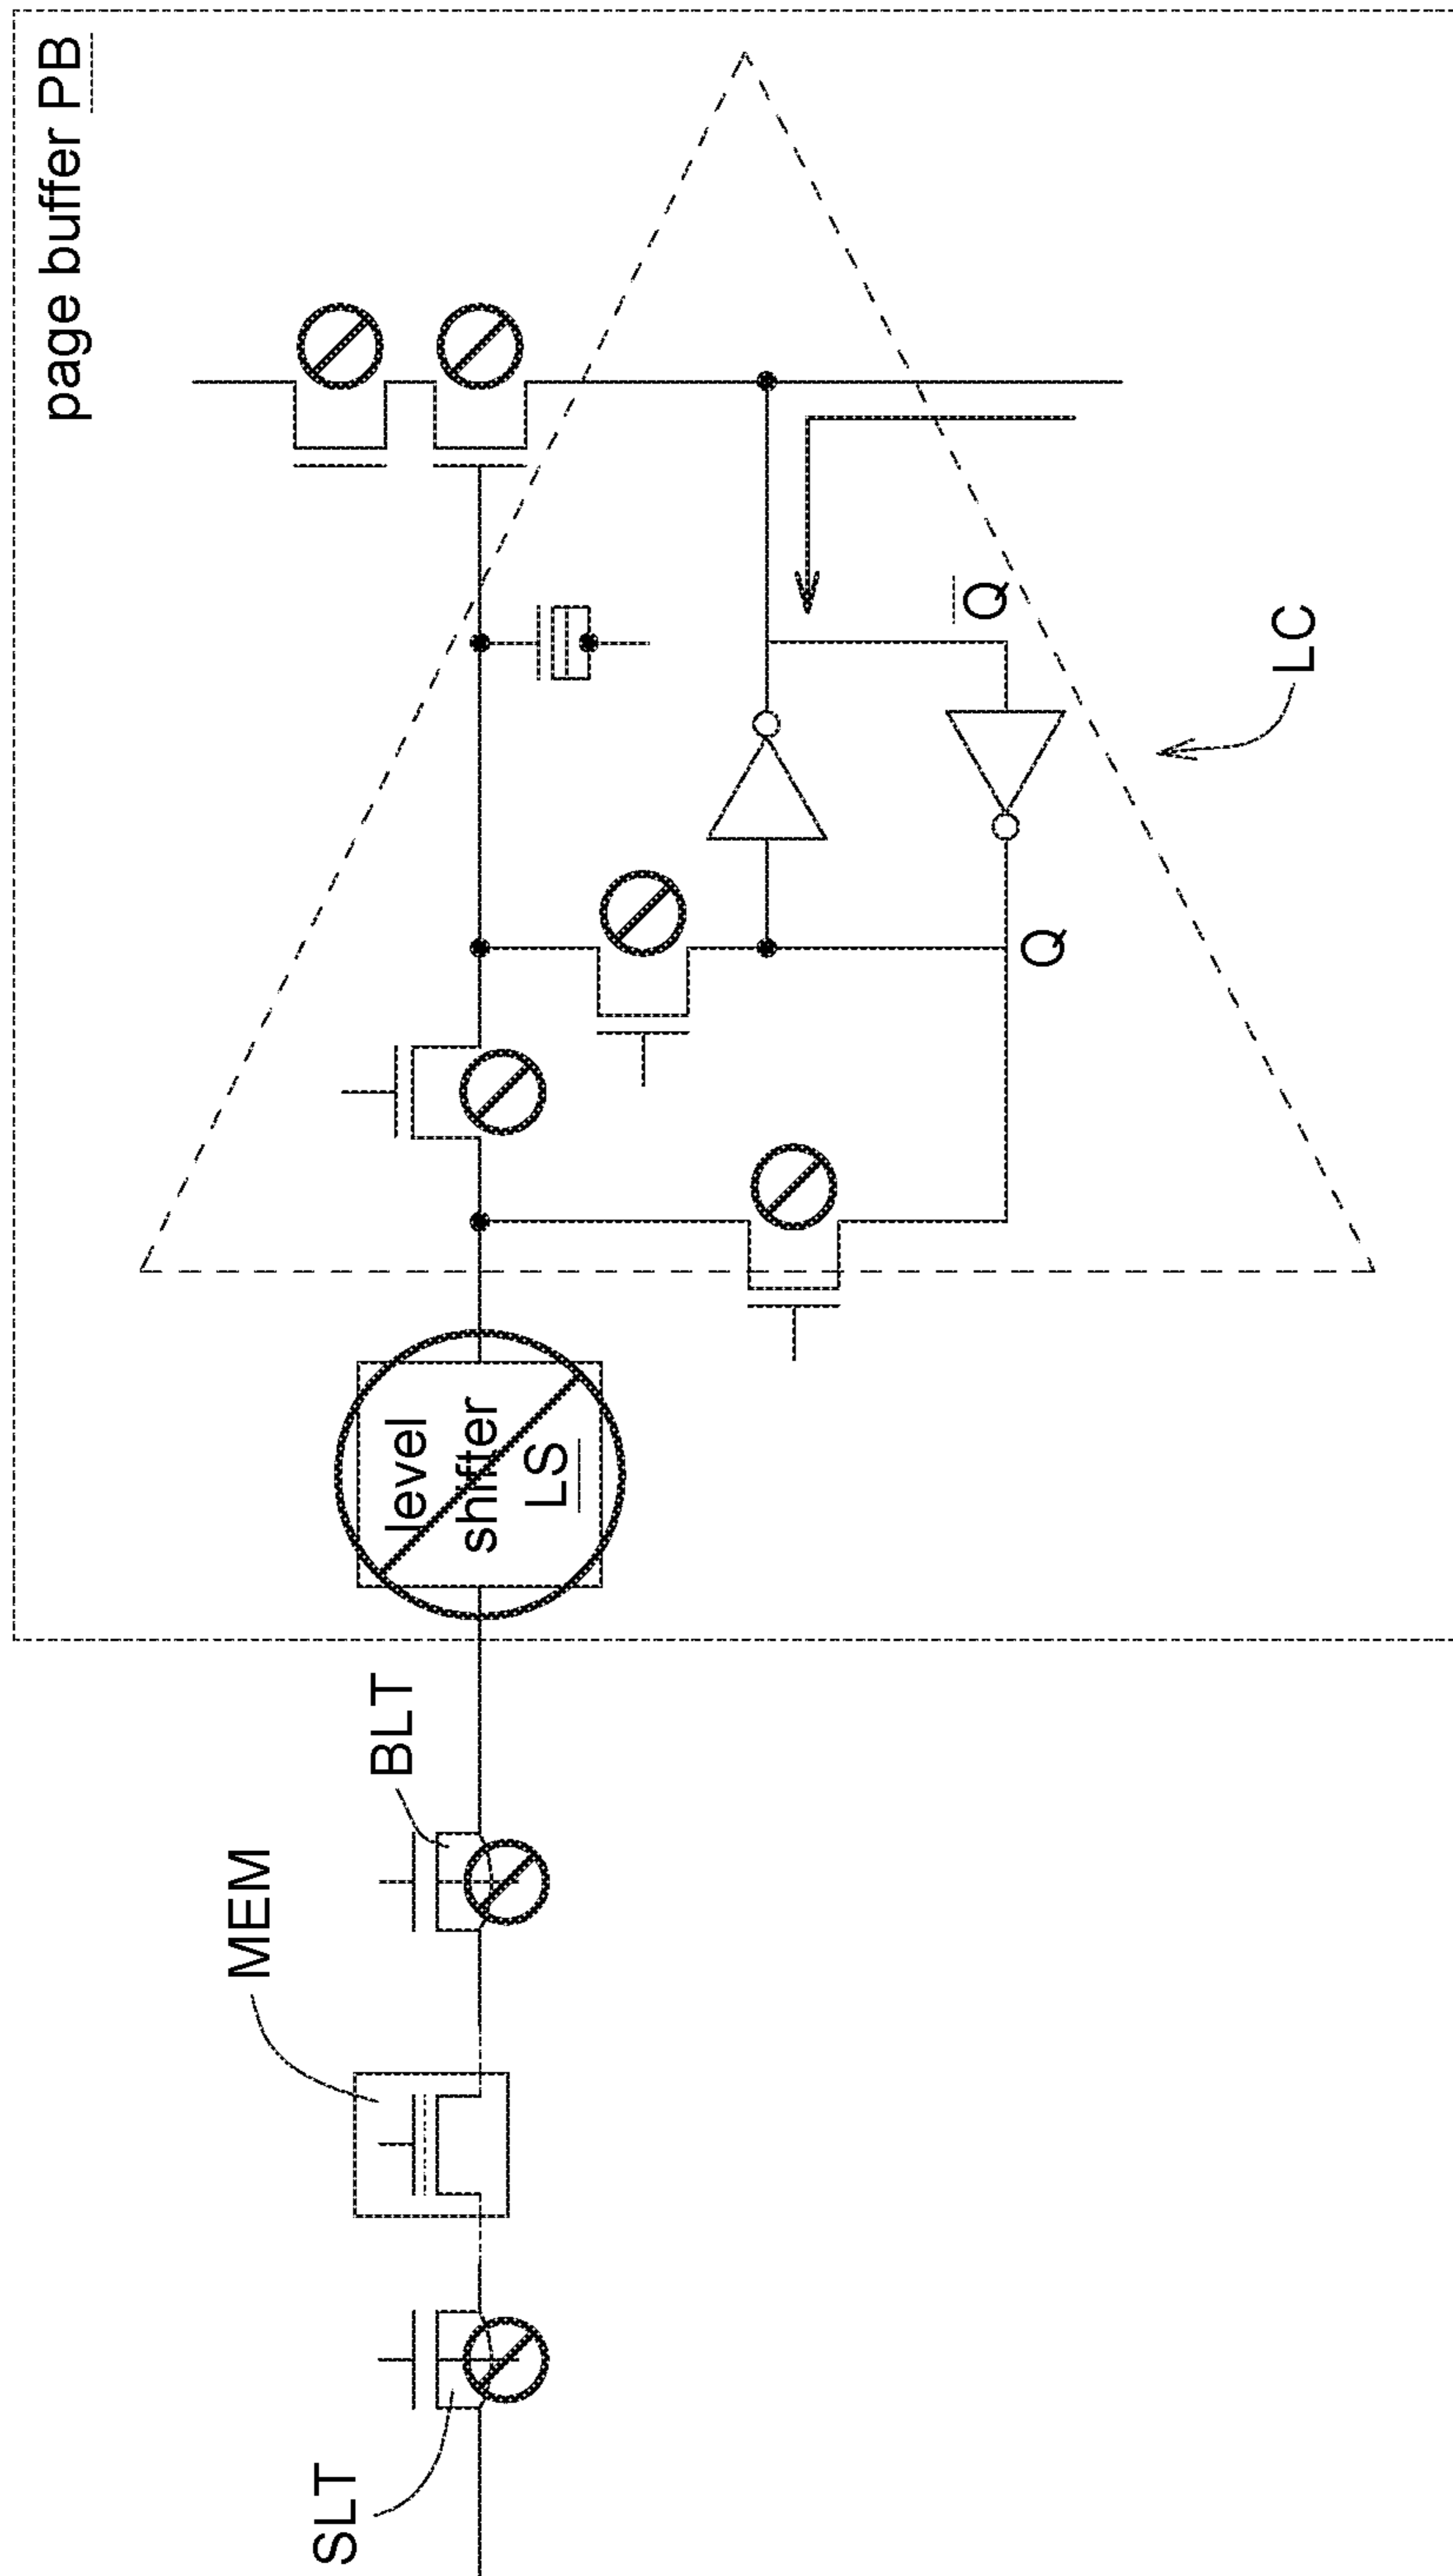 page buffer PB
level
shifter
LS
Q
Q̅
LC
BLT
MEM
SLT